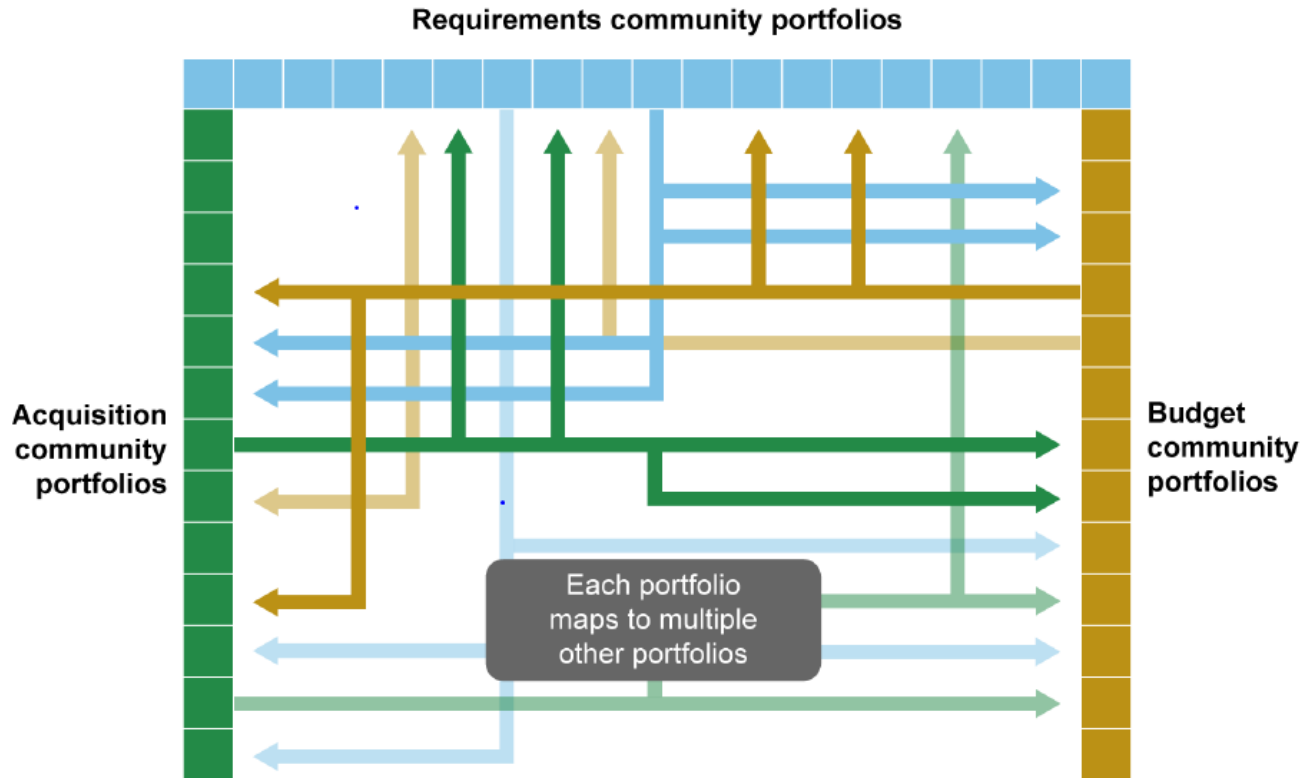 Requirements community portfolios
Acquisition
community
portfolios
Budget
community
portfolios
Each portfolio
maps to multiple
other portfolios